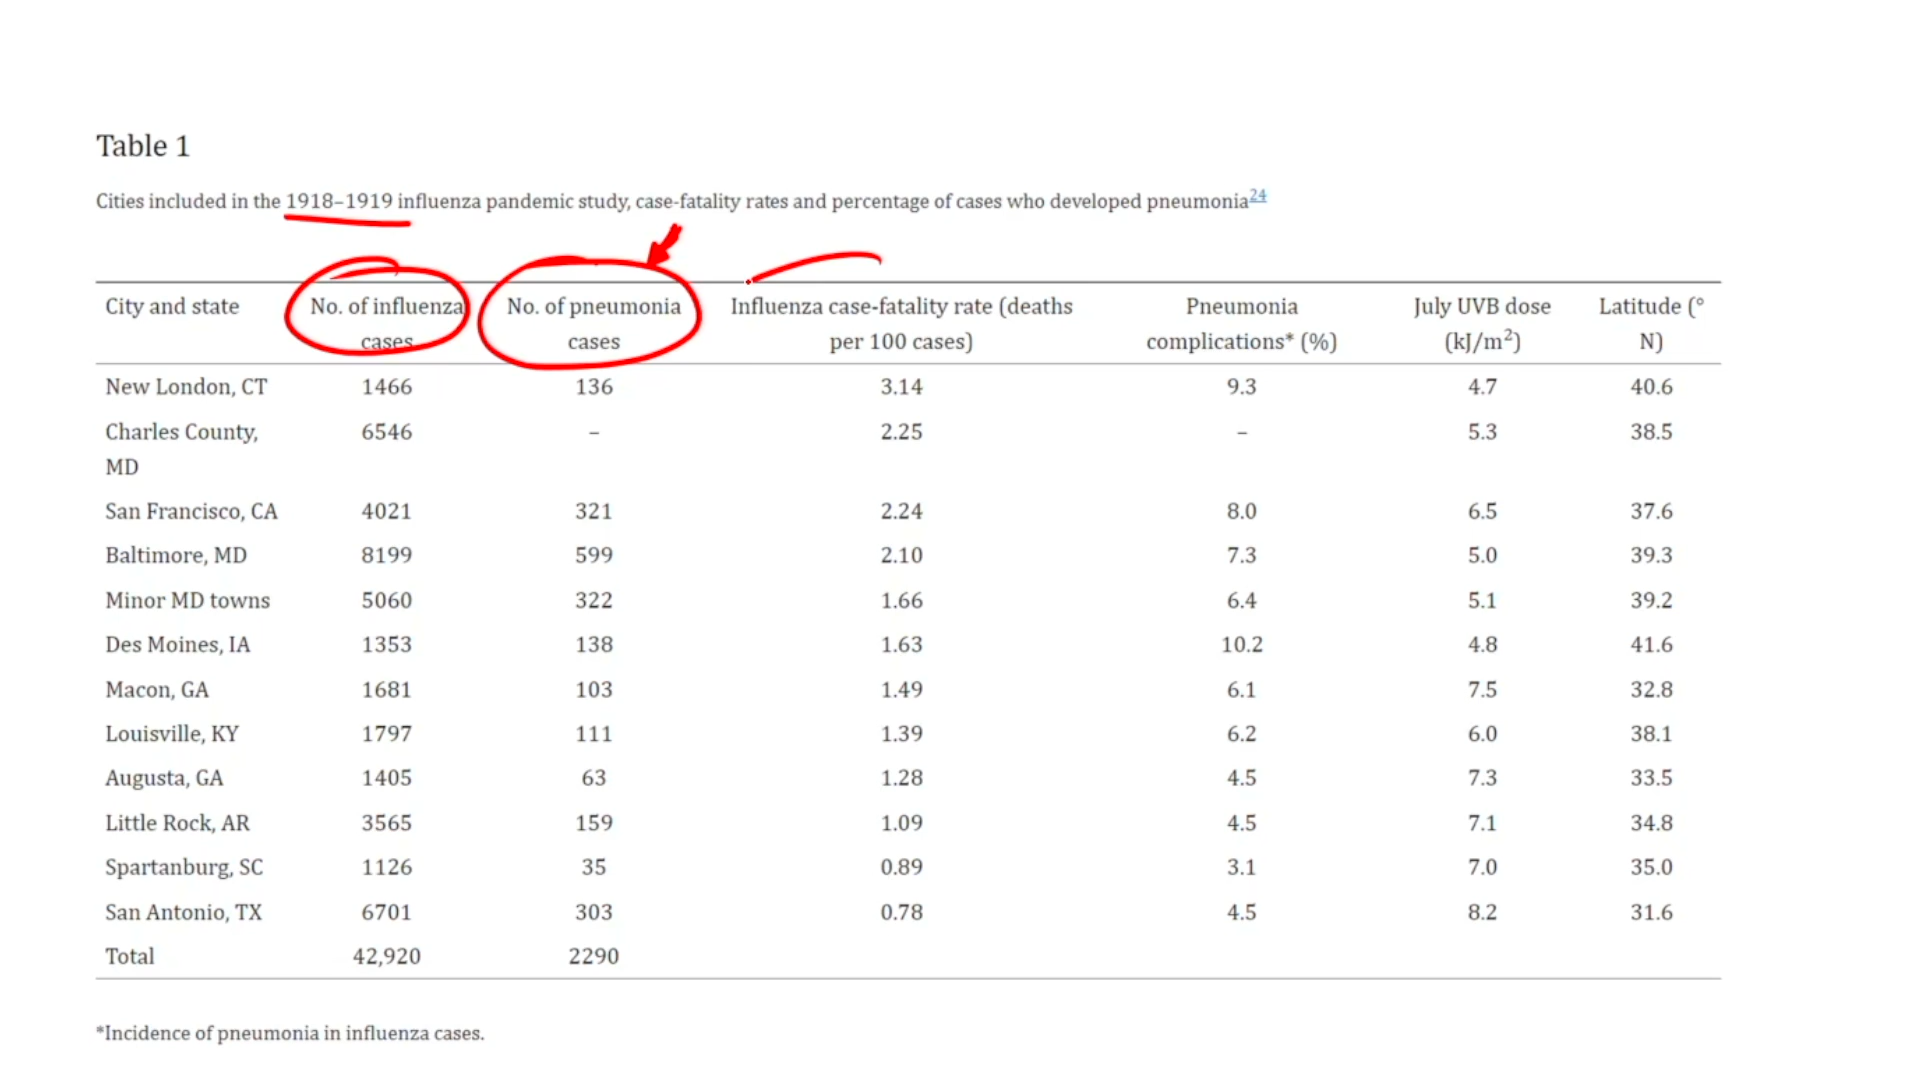 Table 1
Cities included in the 1918–1919 influenza pandemic study, case-fatality rates and percentage of cases who developed pneumonia24
City and state No. of influenza cases No. of pneumonia cases Influenza case-fatality rate (deaths per 100 cases) Pneumonia complications* (%) July UVB dose (kJ/m2) Latitude (° N)
New London, CT 1466 136 3.14 9.3 4.7 40.6
Charles County, MD 6546 – 2.25 – 5.3 38.5
San Francisco, CA 4021 321 2.24 8.0 6.5 37.6
Baltimore, MD 8199 599 2.10 7.3 5.0 39.3
Minor MD towns 5060 322 1.66 6.4 5.1 39.2
Des Moines, IA 1353 138 1.63 10.2 4.8 41.6
Macon, GA 1681 103 1.49 6.1 7.5 32.8
Louisville, KY 1797 111 1.39 6.2 6.0 38.1
Augusta, GA 1405 63 1.28 4.5 7.3 33.5
Little Rock, AR 3565 159 1.09 4.5 7.1 34.8
Spartanburg, SC 1126 35 0.89 3.1 7.0 35.0
San Antonio, TX 6701 303 0.78 4.5 8.2 31.6
Total 42,920 2290
*Incidence of pneumonia in influenza cases.